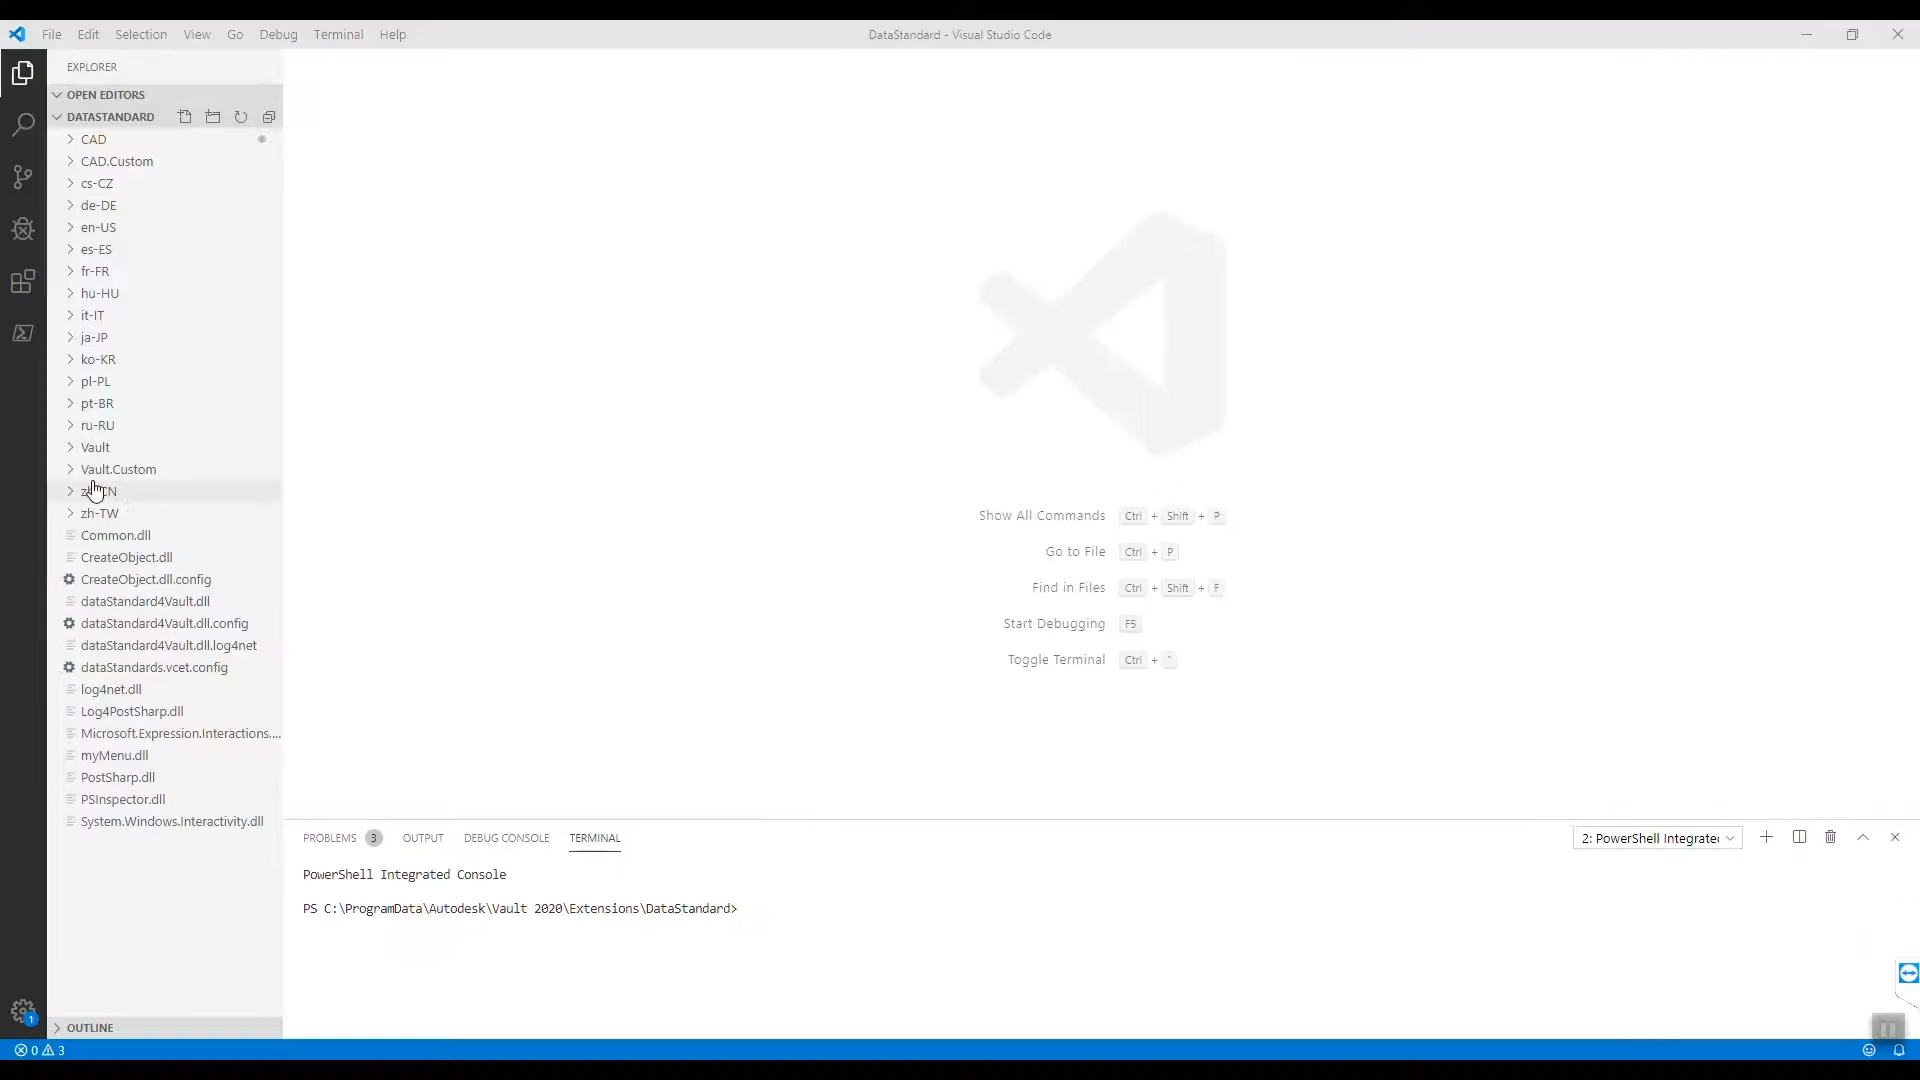 File Edit Selection View Go Debug Terminal Help
DataStandard - Visual Studio Code
EXPLORER
OPEN EDITORS
DATASTANDARD
CAD
CAD.Custom
cs-CZ
de-DE
en-US
es-ES
fr-FR
hu-HU
it-IT
ja-JP
ko-KR
pl-PL
pt-BR
ru-RU
Vault
Vault.Custom
zh-CN
zh-TW
Common.dll
CreateObject.dll
CreateObject.dll.config
dataStandard4Vault.dll
dataStandard4Vault.dll.config
dataStandard4Vault.dll.log4net
dataStandards.vcet.config
log4net.dll
Log4PostSharp.dll
Microsoft.Expression.Interactions....
myMenu.dll
PostSharp.dll
PSInspector.dll
System.Windows.Interactivity.dll
OUTLINE
Show All Commands Ctrl + Shift + P
Go to File Ctrl + P
Find in Files Ctrl + Shift + F
Start Debugging F5
Toggle Terminal Ctrl + "
PROBLEMS 3 OUTPUT DEBUG CONSOLE TERMINAL
2: PowerShell Integrated
PowerShell Integrated Console
PS C:\ProgramData\Autodesk\Vault 2020\Extensions\DataStandard>
1
0 3